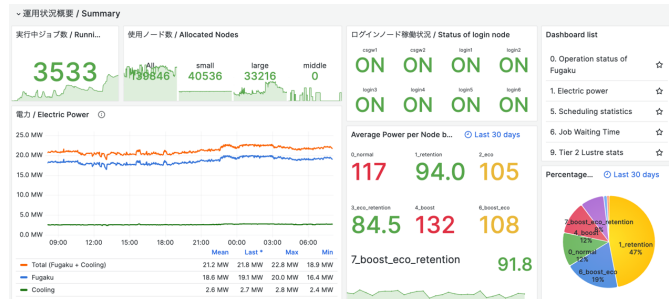 運用状況概要 / Summary
実行中ジョブ数 / Runni...
3533
使用ノード数 / Allocated Nodes
All
139846
small
40536
large
33216
middle
0
ログインノード稼働状況 / Status of login node
csgw1
ON
csgw2
ON
login1
ON
login2
ON
login3
ON
login4
ON
login5
ON
login6
ON
Dashboard list
0. Operation status of
Fugaku
1. Electric power
5. Scheduling statistics
6. Job Waiting Time
9. Tier 2 Lustre stats
電力 / Electric Power
25.0 MW
20.0 MW
15.0 MW
10.0 MW
5.0 MW
0.0 MW
09:00 12:00 15:00 18:00 21:00 00:00 03:00 06:00
Mean Last * Max Min
Total (Fugaku + Cooling) 21.2 MW 21.8 MW 22.8 MW 18.9 MW
Fugaku 18.6 MW 19.1 MW 20.0 MW 16.4 MW
Cooling 2.6 MW 2.7 MW 2.8 MW 2.4 MW
Average Power per Node b... Last 30 days
0_normal
117
1_retention
94.0
2_eco
105
3_eco_retention
84.5
4_boost
132
6_boost_eco
108
7_boost_eco_retention
91.8
Percentage... Last 30 days
7_boost_eco_retention
8%
4_boost
12%
0_normal
12%
6_boost_eco
19%
1_retention
47%